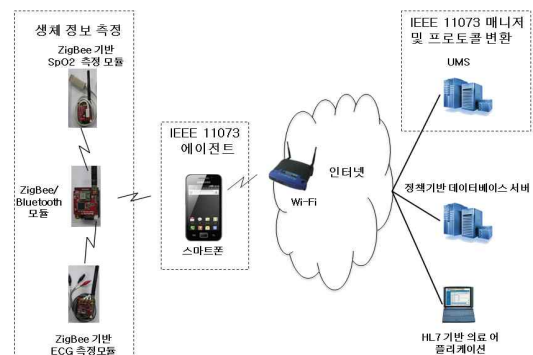 생체 정보 측정
ZigBee 기반
SpO2 측정 모듈
ZigBee/
Bluetooth
모듈
ZigBee 기반
ECG 측정모듈
IEEE 11073
에이전트
스마트폰
Wi-Fi
인터넷
IEEE 11073 매니저
및 프로토콜 변환
UMS
정책기반 데이터베이스 서버
HL7 기반 의료 어
플리케이션